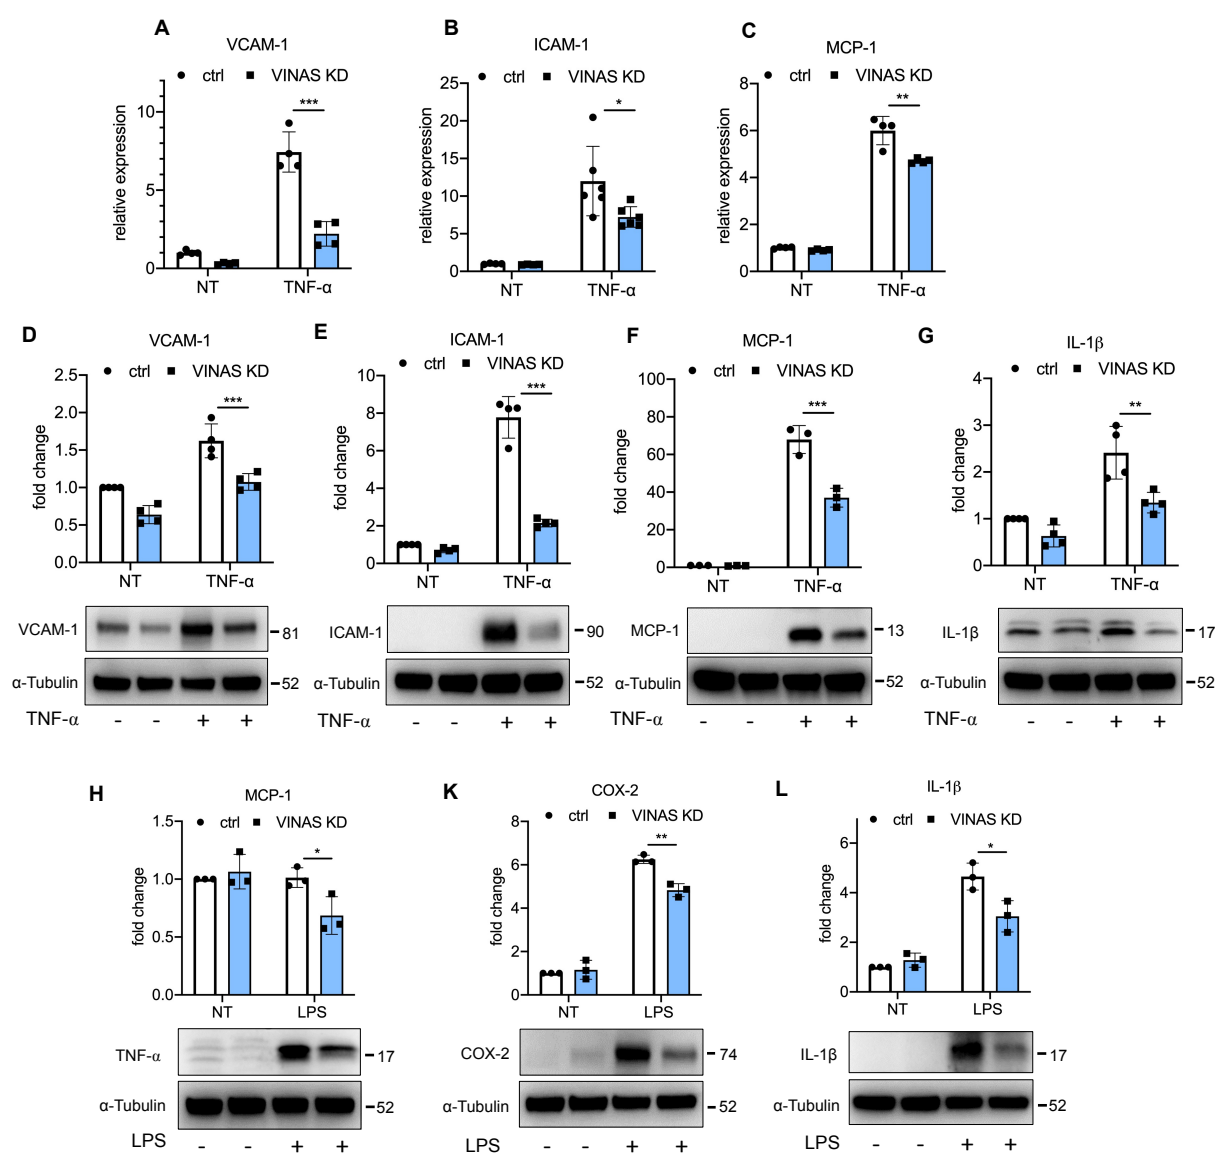 A
VCAM-1
ctrl VINAS KD
relative expression
10
5
0
***
NT TNF-α
B
ICAM-1
ctrl VINAS KD
relative expression
25
20
15
10
5
0
*
NT TNF-α
C
MCP-1
ctrl VINAS KD
relative expression
8
6
4
2
0
**
NT TNF-α
D
VCAM-1
ctrl VINAS KD
fold change
2.5
2.0
1.5
1.0
0.5
0.0
***
NT TNF-α
VCAM-1 81
α-Tubulin 52
TNF-α - - + +
E
ICAM-1
ctrl VINAS KD
fold change
10
8
6
4
2
0
***
NT TNF-α
ICAM-1 90
α-Tubulin 52
TNF-α - - + +
F
MCP-1
ctrl VINAS KD
fold change
100
80
60
40
20
0
***
NT TNF-α
MCP-1 13
α-Tubulin 52
TNF-α - - + +
G
IL-1β
ctrl VINAS KD
fold change
4
3
2
1
0
**
NT TNF-α
IL-1β 17
α-Tubulin 52
TNF-α - - + +
H
MCP-1
ctrl VINAS KD
fold change
1.5
1.0
0.5
0.0
*
NT LPS
TNF-α 17
α-Tubulin 52
LPS - - + +
K
COX-2
ctrl VINAS KD
fold change
8
6
4
2
0
**
NT LPS
COX-2 74
α-Tubulin 52
LPS - - + +
L
IL-1β
ctrl VINAS KD
fold change
6
4
2
0
*
NT LPS
IL-1β 17
α-Tubulin 52
LPS - - + +